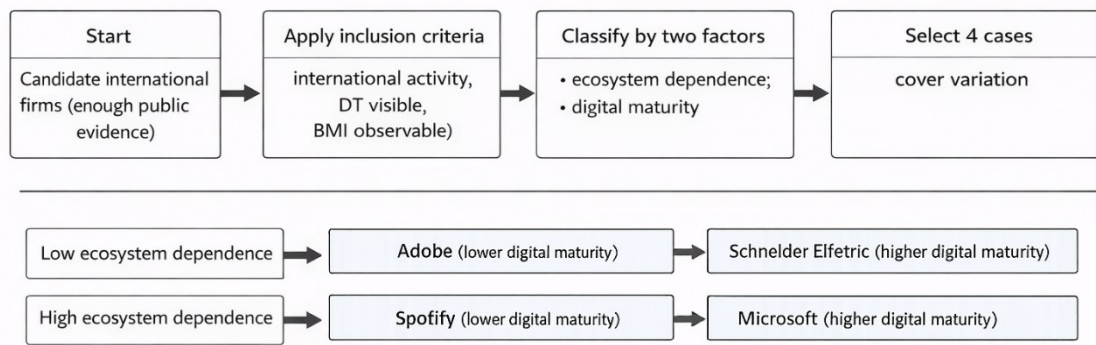 Start
Candidate international
firms (enough public
evidence)
Apply inclusion criteria
international activity,
DT visible,
BMI observable)
Classify by two factors
• ecosystem dependence;
• digital maturity
Select 4 cases
cover variation
Low ecosystem dependence
Adobe (lower digital maturity)
Schnelder Elfetric (higher digital maturity)
High ecosystem dependence
Spotify (lower digital maturity)
Microsoft (higher digital maturity)